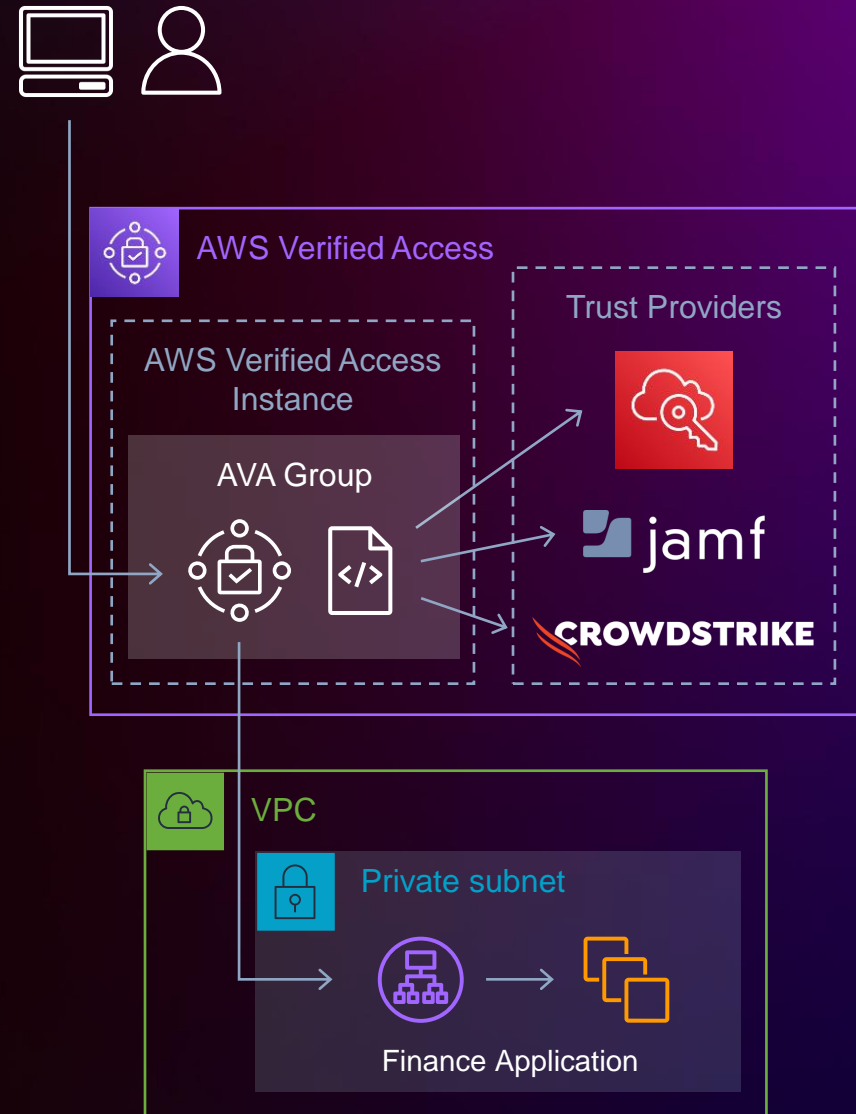 AWS Verified Access
Trust Providers
AWS Verified Access
Instance
AVA Group
</>
jamf
CROWDSTRIKE
VPC
Private subnet
Finance Application